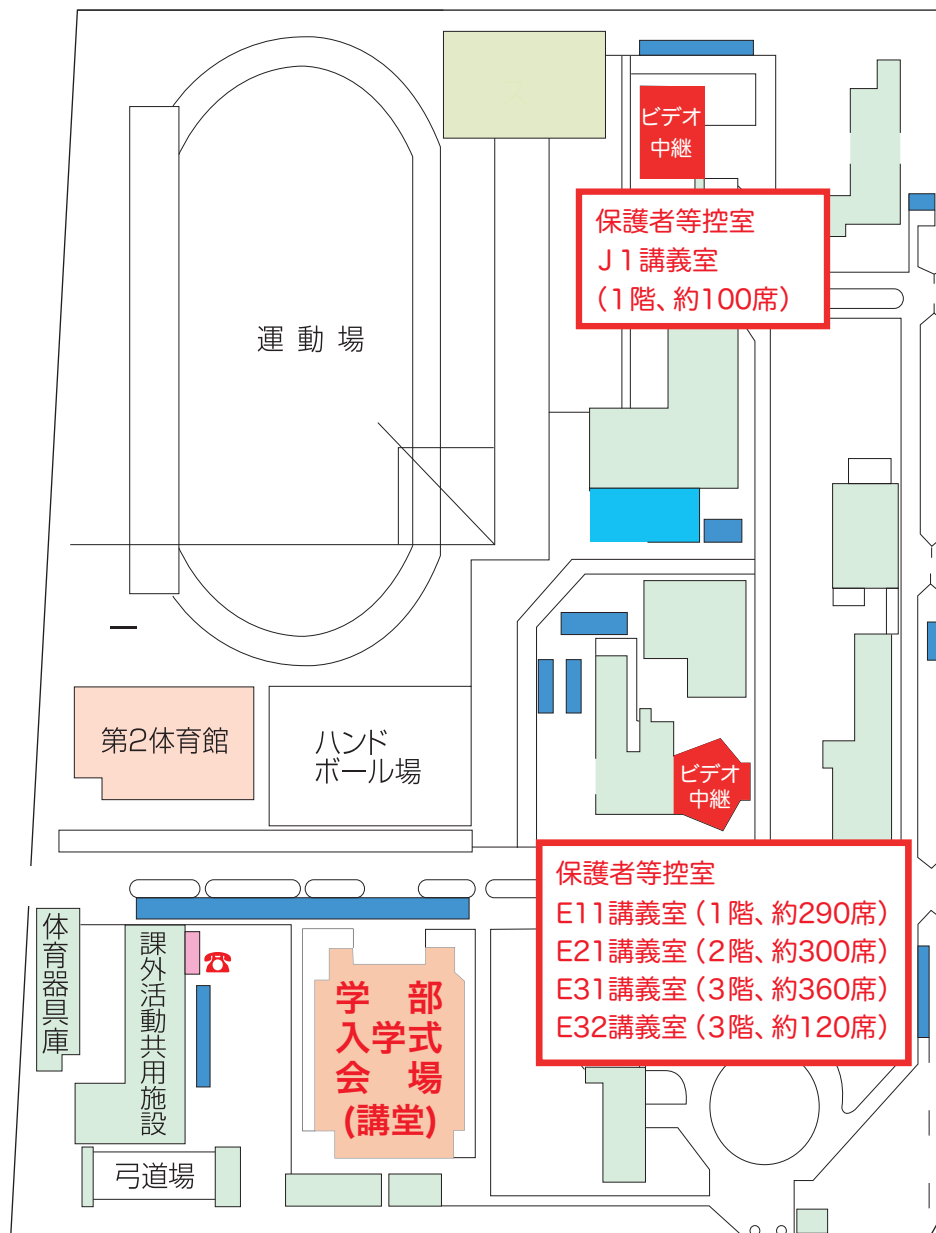 ビデオ
中継
保護者等控室
J1講義室
(1階、約100席)
運動場
第2体育館
ハンド
ボール場
ビデオ
中継
保護者等控室
E11講義室(1階、約290席)
E21講義室(2階、約300席)
E31講義室(3階、約360席)
E32講義室(3階、約120席)
体育器具庫
課外活動共用施設
学部
入学式
会場
(講堂)
弓道場